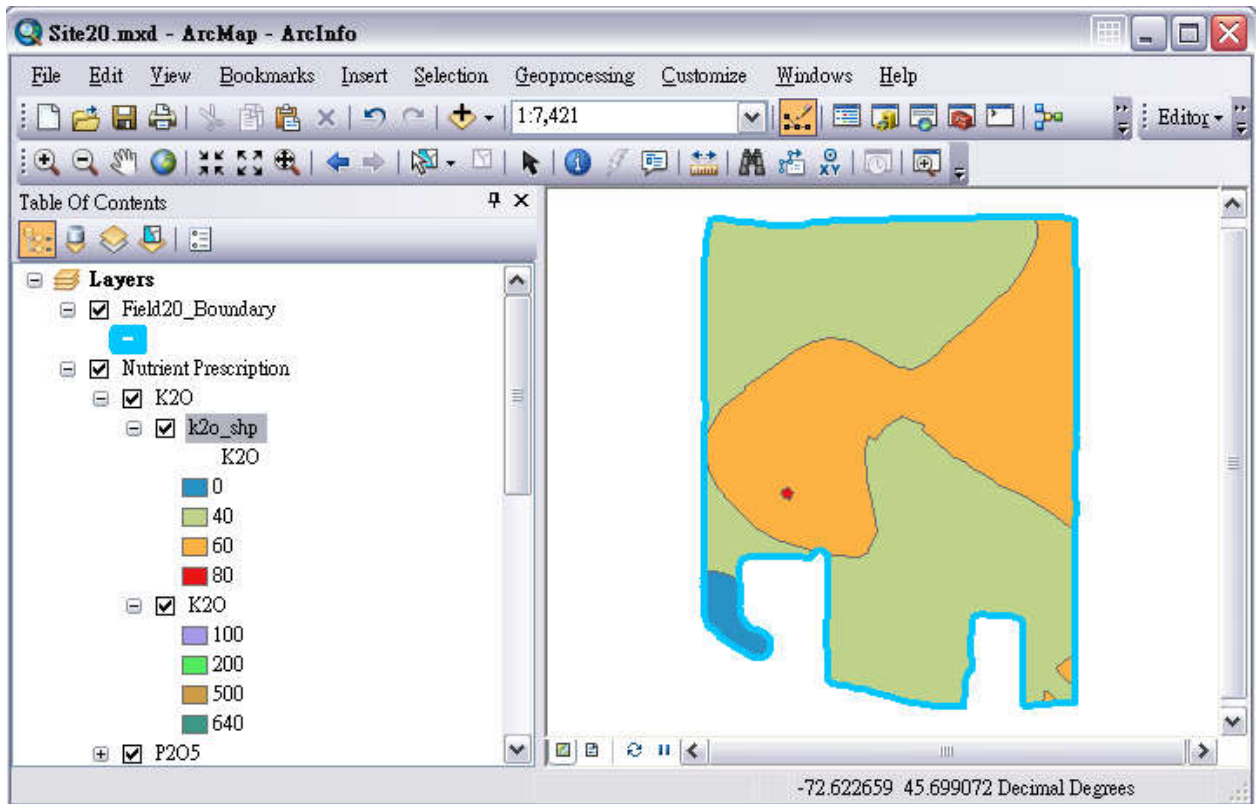 Site20.mxd - ArcMap - ArcInfo
File Edit View Bookmarks Insert Selection Geoprocessing Customize Windows Help
1:7,421
Editor
XY
Table Of Contents
Layers
Field20_Boundary
Nutrient Prescription
K2O
k2o_shp
K2O
0
40
60
80
K2O
100
200
500
640
P2O5
-72.622659 45.699072 Decimal Degrees